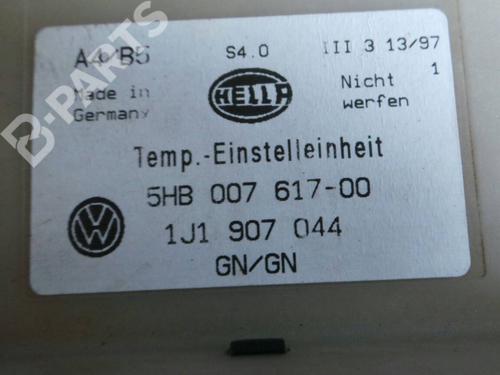 A4/B5 S4.0 III 3 13/97
Made in Germany HELLA Nicht werfen 1
Temp.-Einstelleinheit
5HB 007 617-00
1J1 907 044
GN/GN
B-PARTS